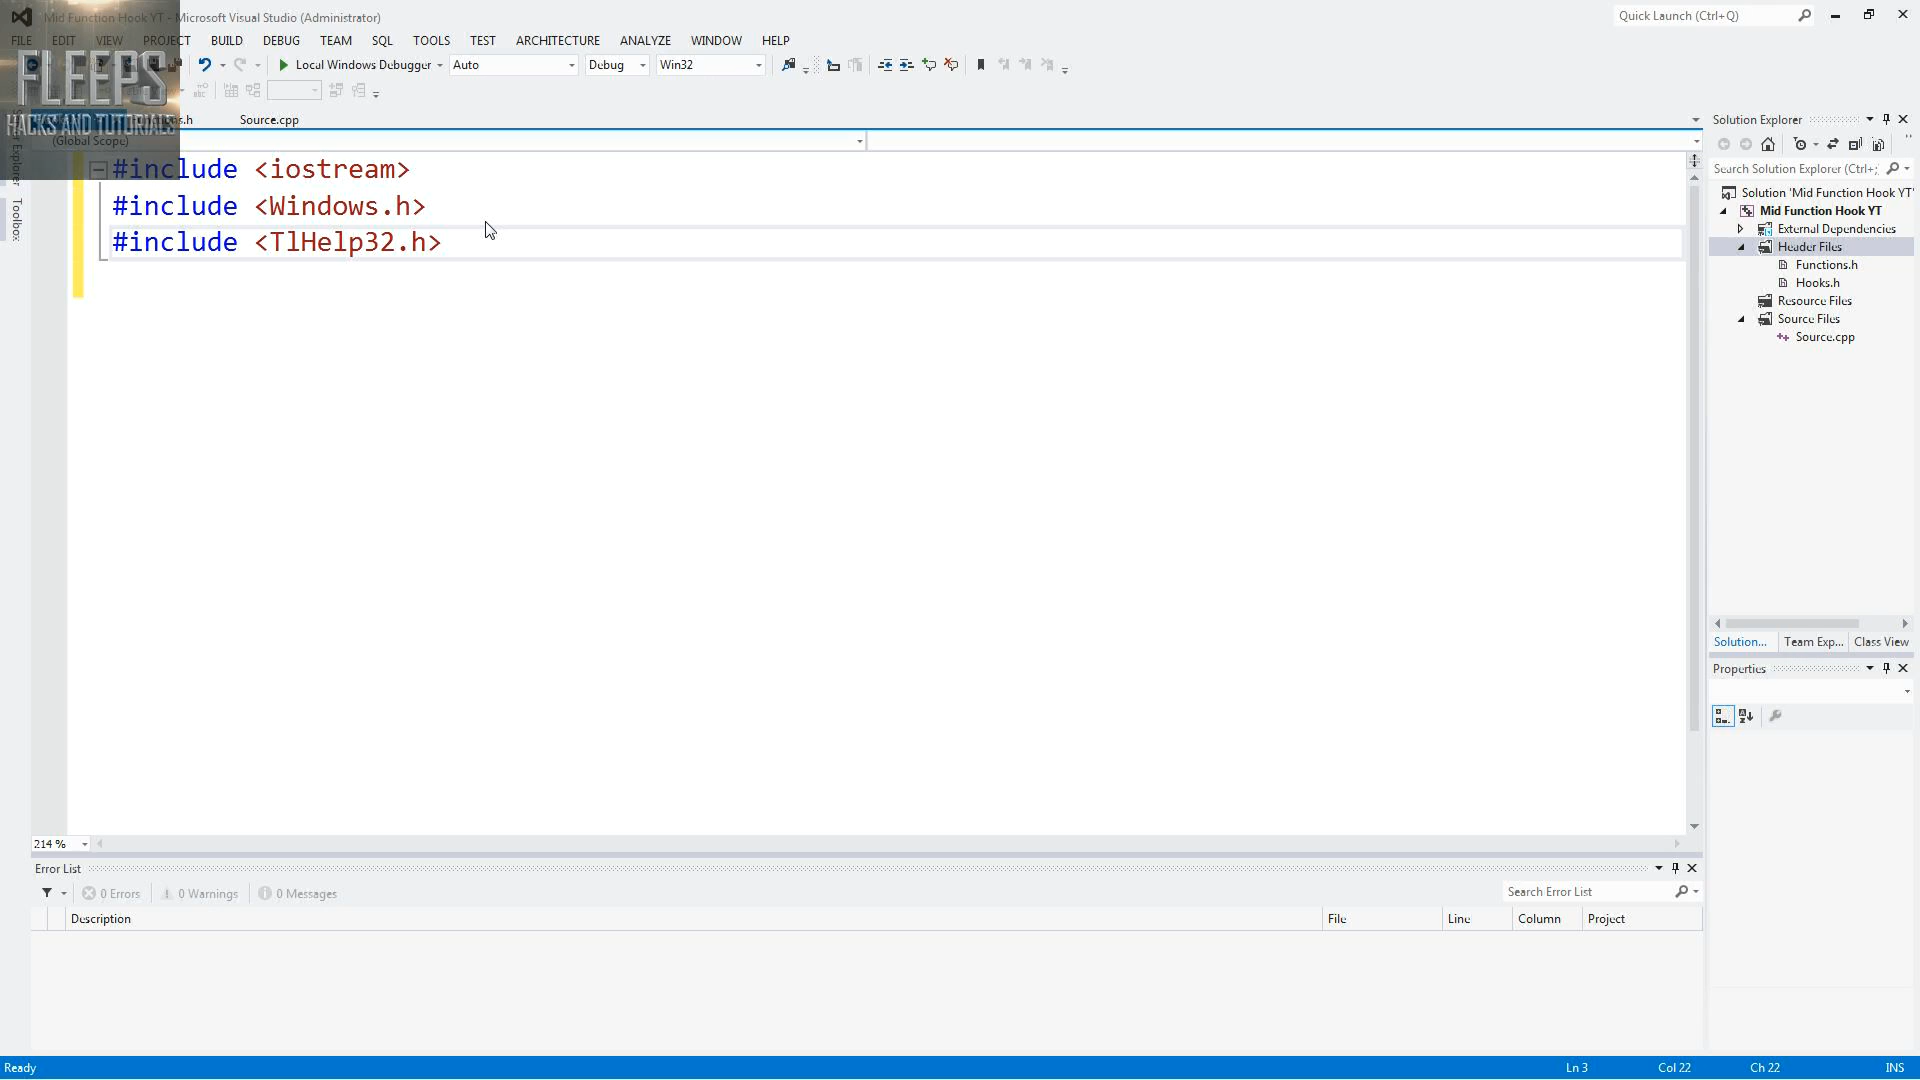 Mid Function Hook YT - Microsoft Visual Studio (Administrator)
Quick Launch (Ctrl+Q)
FILE EDIT VIEW PROJECT BUILD DEBUG TEAM SQL TOOLS TEST ARCHITECTURE ANALYZE WINDOW HELP
FLEEPS
HACKS AND TUTORIALS
Local Windows Debugger Auto Debug Win32
Source.cpp
(Global Scope)
#include <iostream>
#include <Windows.h>
#include <TlHelp32.h>
Toolbox
Solution Explorer
Search Solution Explorer (Ctrl+;
Solution 'Mid Function Hook YT'
Mid Function Hook YT
External Dependencies
Header Files
Functions.h
Hooks.h
Resource Files
Source Files
Source.cpp
Solution... Team Exp... Class View
Properties
214 %
Error List
0 Errors 0 Warnings 0 Messages
Search Error List
Description File Line Column Project
Ready Ln 3 Col 22 Ch 22 INS